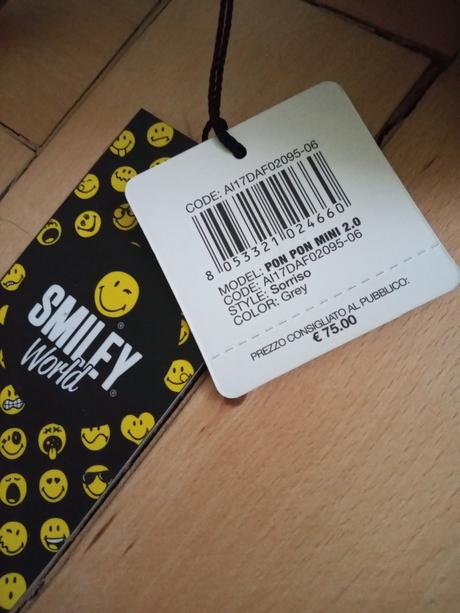 CODE: AI17DAF02095-06
8 053321 024660
MODEL: PON PON MINI 2.0
CODE: AI17DAF02095-06
STYLE: Sorriso
COLOR: Grey
PREZZO CONSIGLIATO AL PUBBLICO:
€ 75.00
SMILEY
World